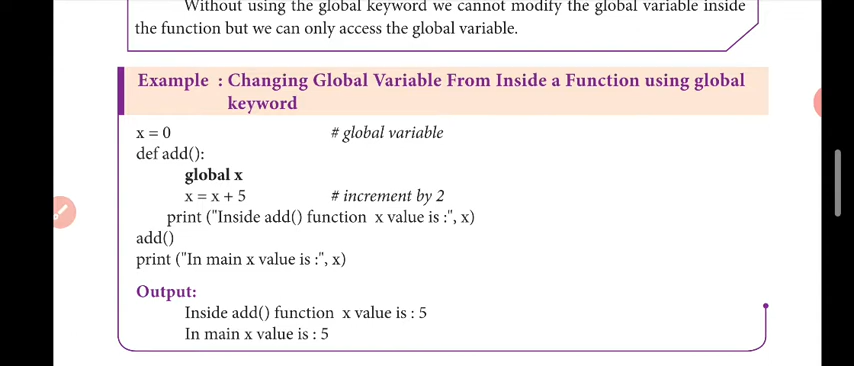 Without using the global keyword we cannot modify the global variable inside
the function but we can only access the global variable.
Example : Changing Global Variable From Inside a Function using global
keyword
x = 0 # global variable
def add():
global x
x = x + 5 # increment by 2
print ("Inside add() function x value is :", x)
add()
print ("In main x value is :", x)
Output:
Inside add() function x value is : 5
In main x value is : 5